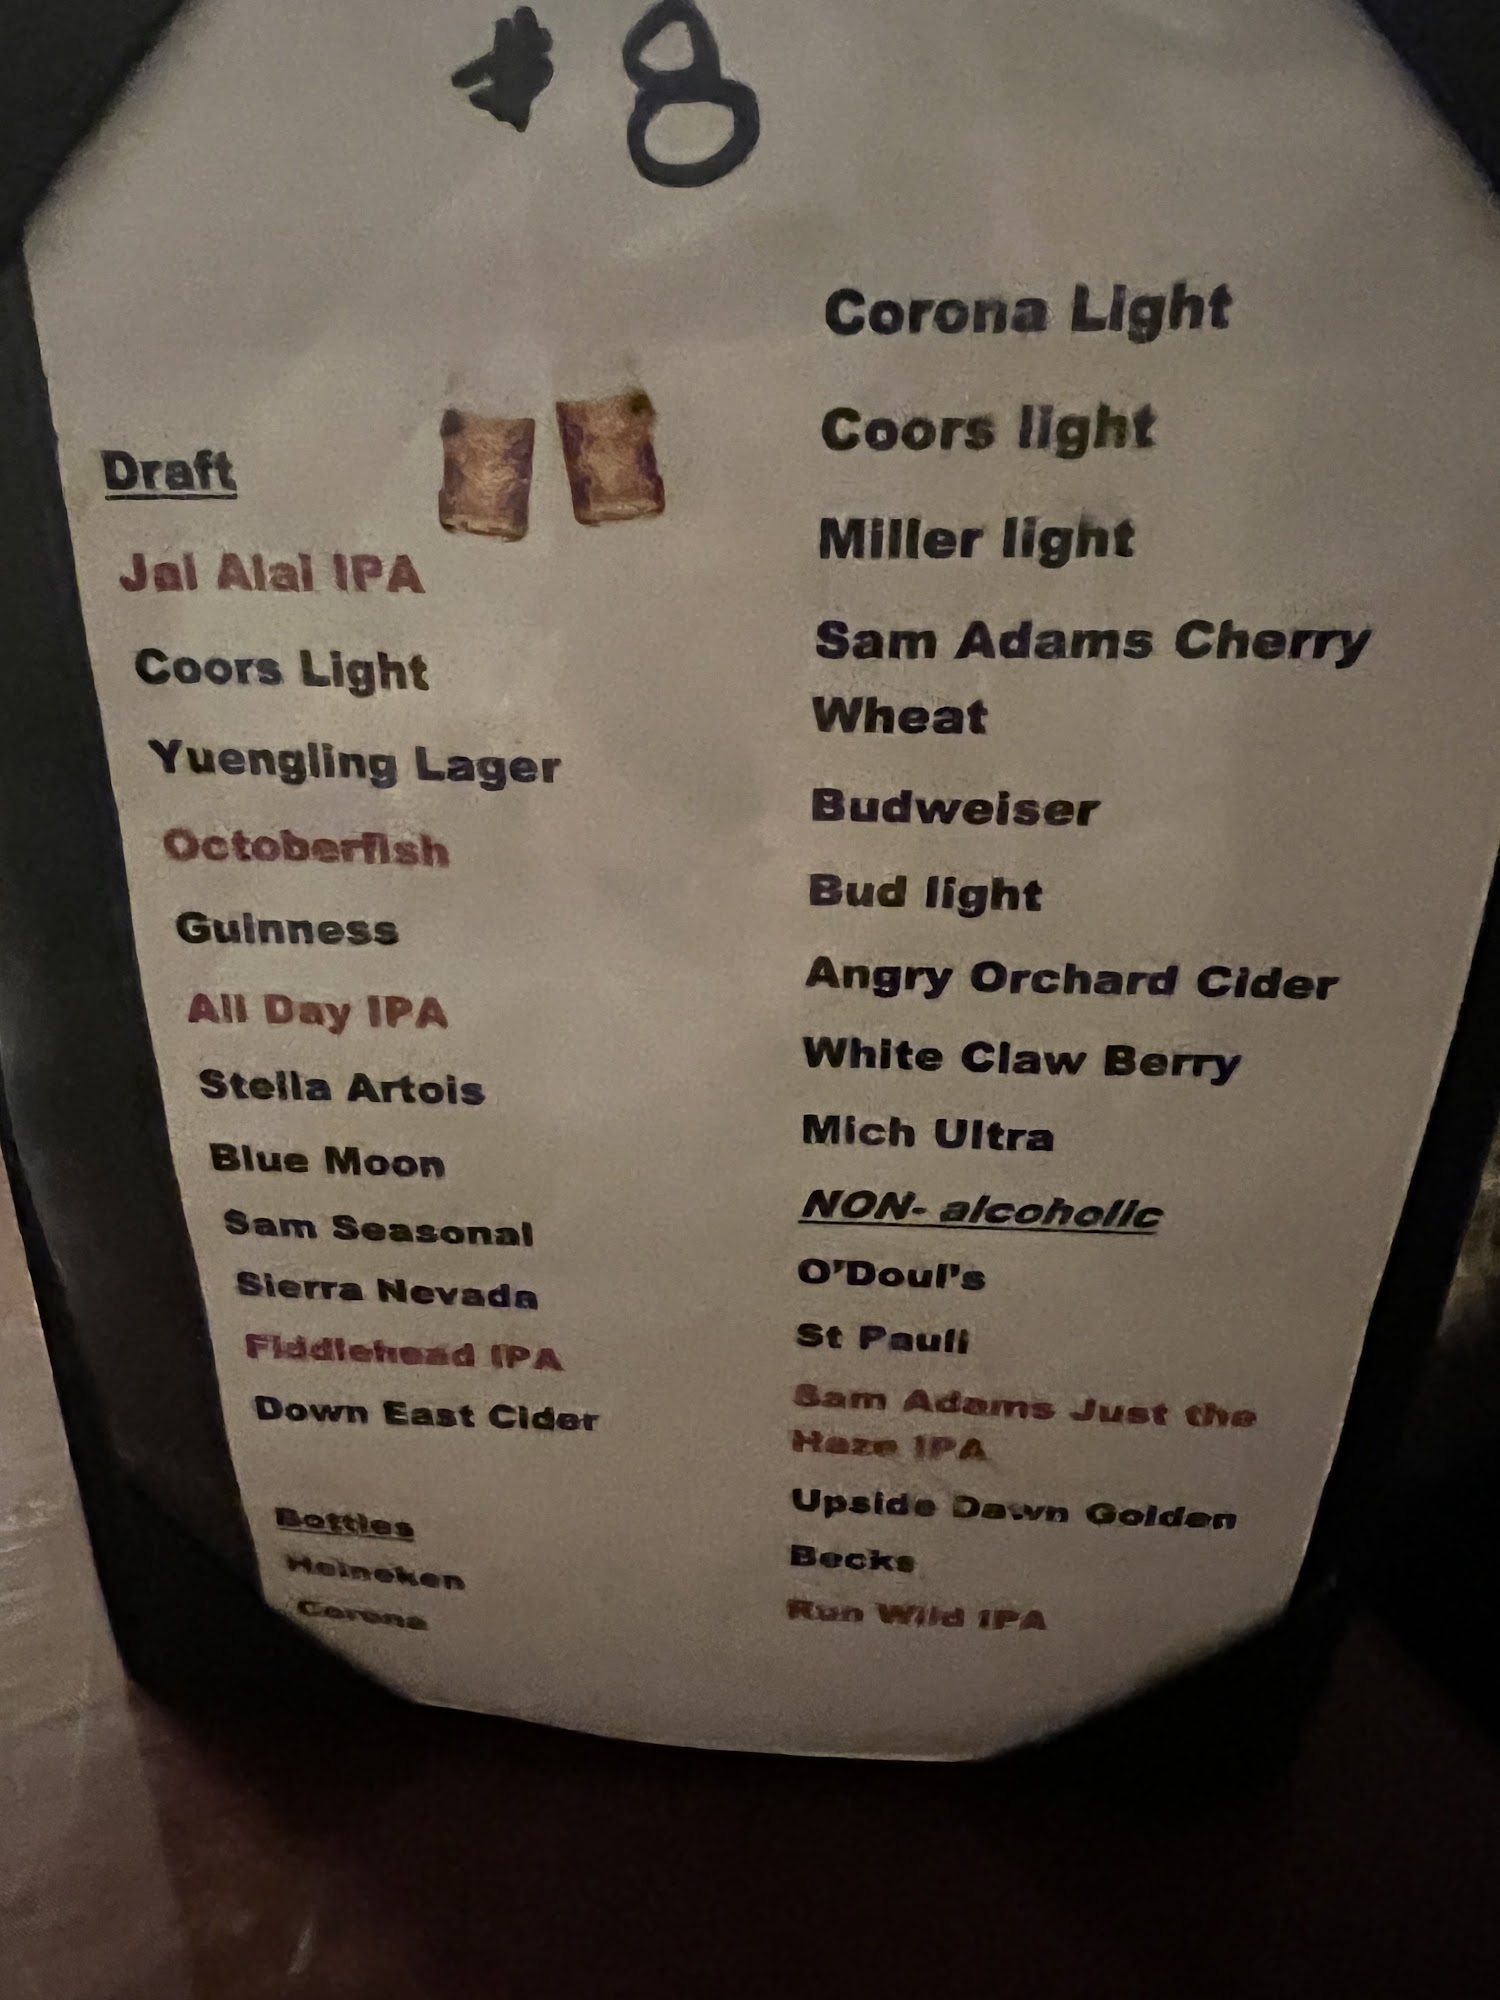 $8
Draft
Jai Alai IPA
Coors Light
Yuengling Lager
Octoberfish
Guinness
All Day IPA
Stella Artois
Blue Moon
Sam Seasonal
Sierra Nevada
Fiddlehead IPA
Down East Cider
Bottles
Heineken
Corona
Corona Light
Coors light
Miller light
Sam Adams Cherry
Wheat
Budweiser
Bud light
Angry Orchard Cider
White Claw Berry
Mich Ultra
NON- alcoholic
O'Doul's
St Pauli
Sam Adams Just the
Haze IPA
Upside Dawn Golden
Becks
Run Wild IPA